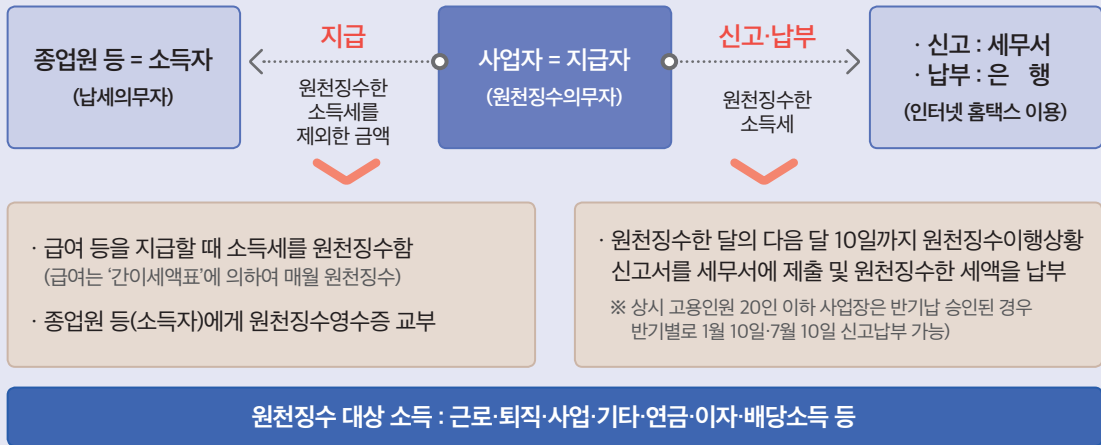 종업원 등 = 소득자
(납세의무자)
지급
원천징수한
소득세를
제외한 금액
사업자 = 지급자
(원천징수의무자)
신고·납부
원천징수한
소득세
· 신고 : 세무서
· 납부 : 은 행
(인터넷 홈택스 이용)
· 급여 등을 지급할 때 소득세를 원천징수함
(급여는 ‘간이세액표’에 의하여 매월 원천징수)
· 종업원 등(소득자)에게 원천징수영수증 교부
· 원천징수한 달의 다음 달 10일까지 원천징수이행상황
신고서를 세무서에 제출 및 원천징수한 세액을 납부
※ 상시 고용인원 20인 이하 사업장은 반기납 승인된 경우
반기별로 1월 10일·7월 10일 신고납부 가능)
원천징수 대상 소득 : 근로·퇴직·사업·기타·연금·이자·배당소득 등